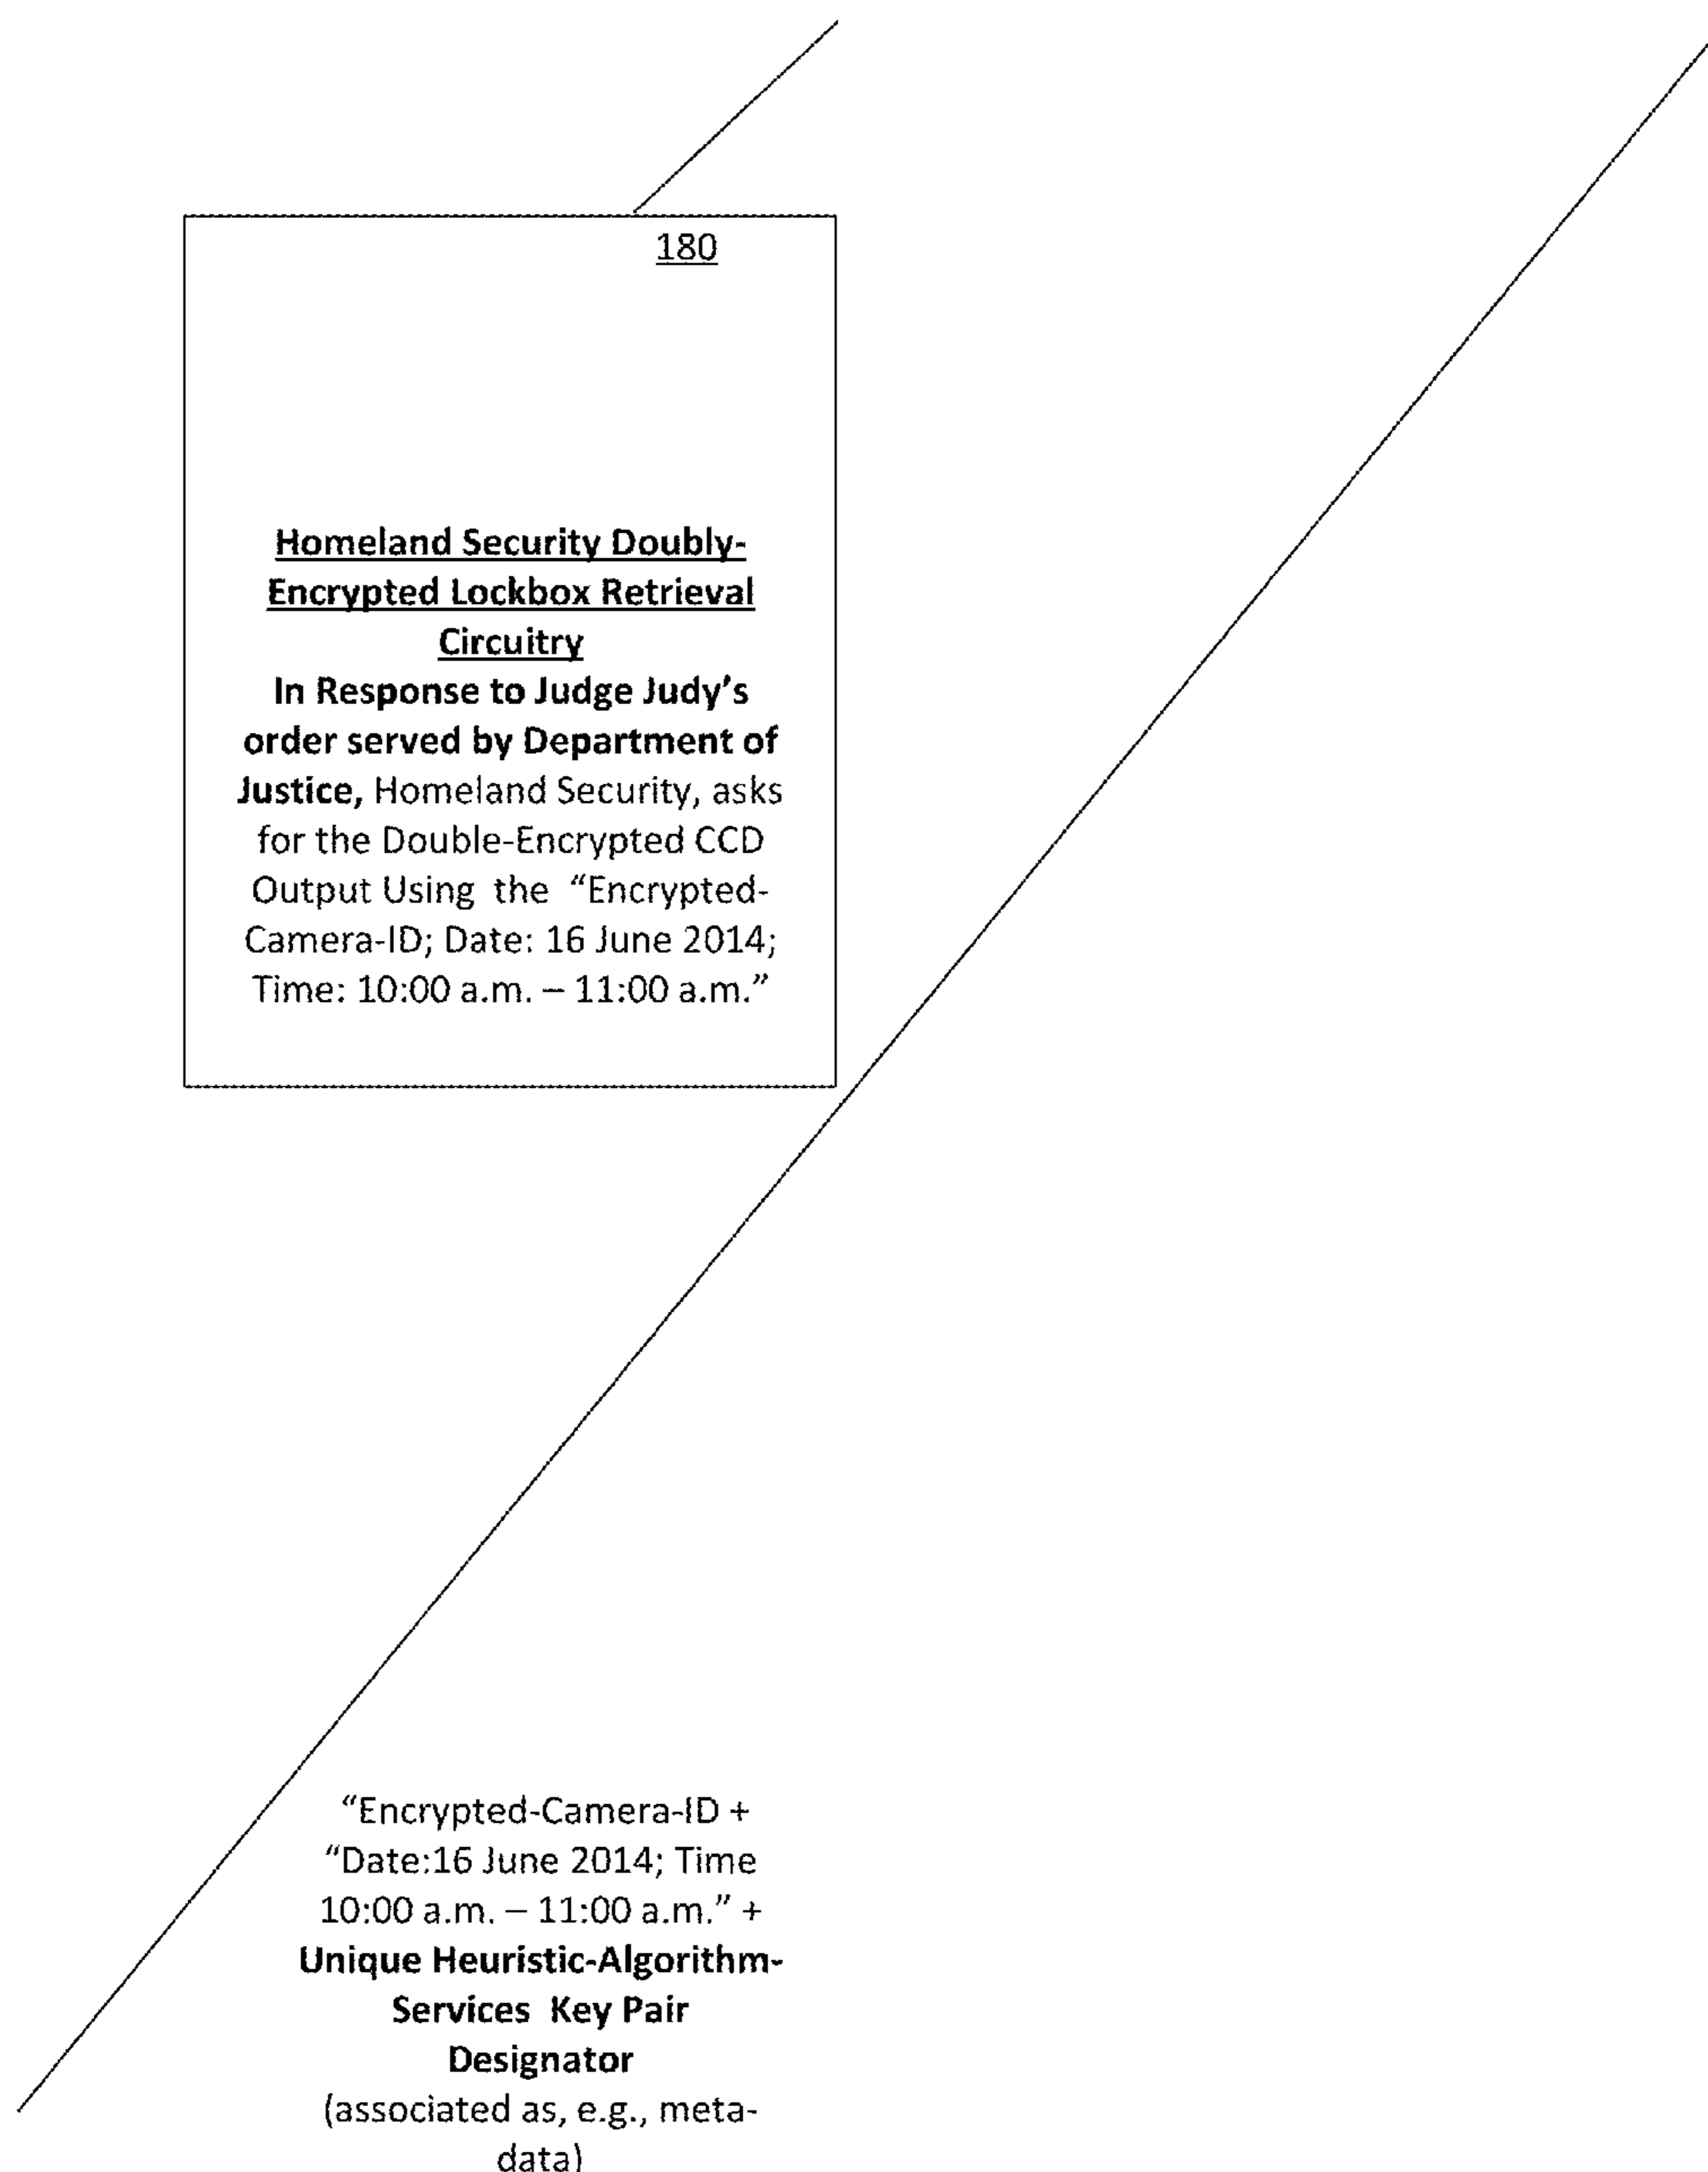 180
Homeland Security Doubly-
Encrypted Lockbox Retrieval
Circuitry
In Response to Judge Judy’s
order served by Department of
Justice, Homeland Security, asks
for the Double-Encrypted CCD
Output Using the “Encrypted-
Camera-ID; Date: 16 June 2014;
Time: 10:00 a.m. – 11:00 a.m.”
“Encrypted-Camera-ID +
“Date:16 June 2014; Time
10:00 a.m. – 11:00 a.m.” +
Unique Heuristic-Algorithm-
Services Key Pair
Designator
(associated as, e.g., meta-
data)